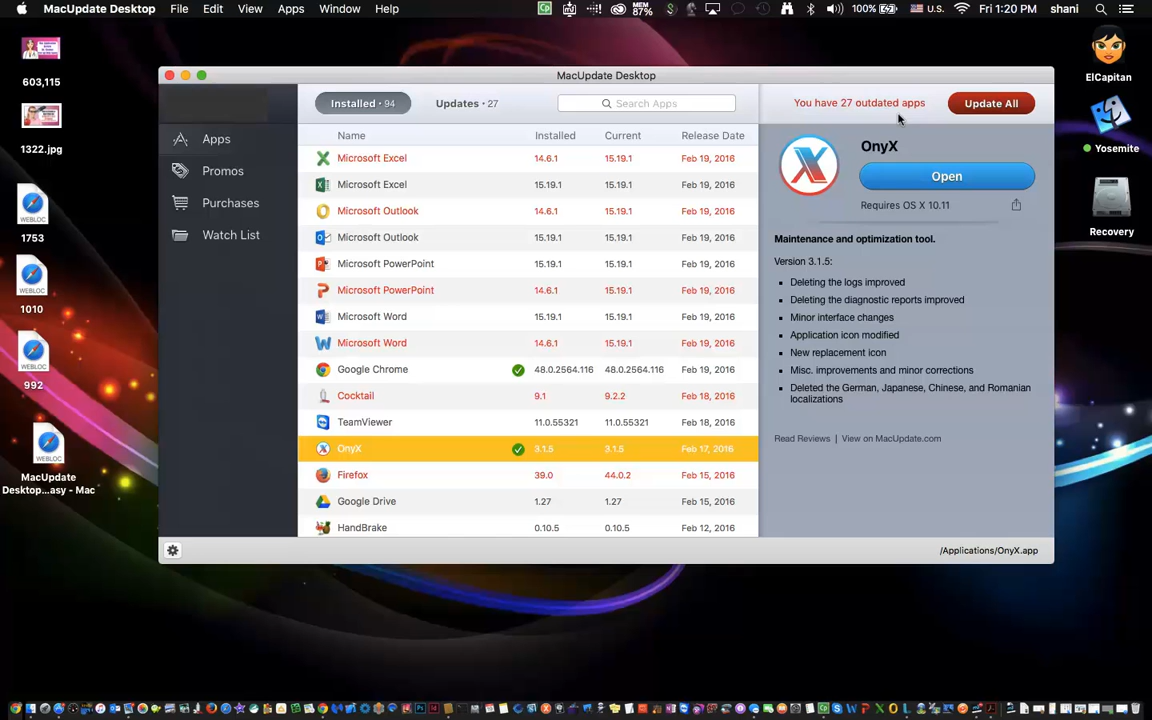 MacUpdate Desktop File Edit View Apps Window Help MEM 87% 100% U.S. Fri 1:20 PM shani
603,115
1322.jpg
WEBLOC
1753
WEBLOC
1010
WEBLOC
992
WEBLOC
MacUpdate
Desktop...asy - Mac
ElCapitan
Yosemite
Recovery
MacUpdate Desktop
Installed • 94 Updates • 27 Search Apps You have 27 outdated apps Update All
Apps
Promos
Purchases
Watch List
Name Installed Current Release Date
Microsoft Excel 14.6.1 15.19.1 Feb 19, 2016
Microsoft Excel 15.19.1 15.19.1 Feb 19, 2016
Microsoft Outlook 14.6.1 15.19.1 Feb 19, 2016
Microsoft Outlook 15.19.1 15.19.1 Feb 19, 2016
Microsoft PowerPoint 15.19.1 15.19.1 Feb 19, 2016
Microsoft PowerPoint 14.6.1 15.19.1 Feb 19, 2016
Microsoft Word 15.19.1 15.19.1 Feb 19, 2016
Microsoft Word 14.6.1 15.19.1 Feb 19, 2016
Google Chrome 48.0.2564.116 48.0.2564.116 Feb 19, 2016
Cocktail 9.1 9.2.2 Feb 18, 2016
TeamViewer 11.0.55321 11.0.55321 Feb 18, 2016
OnyX 3.1.5 3.1.5 Feb 17, 2016
Firefox 39.0 44.0.2 Feb 15, 2016
Google Drive 1.27 1.27 Feb 15, 2016
HandBrake 0.10.5 0.10.5 Feb 12, 2016
OnyX
Open
Requires OS X 10.11
Maintenance and optimization tool.
Version 3.1.5:
Deleting the logs improved
Deleting the diagnostic reports improved
Minor interface changes
Application icon modified
New replacement icon
Misc. improvements and minor corrections
Deleted the German, Japanese, Chinese, and Romanian
localizations
Read Reviews | View on MacUpdate.com
/Applications/OnyX.app